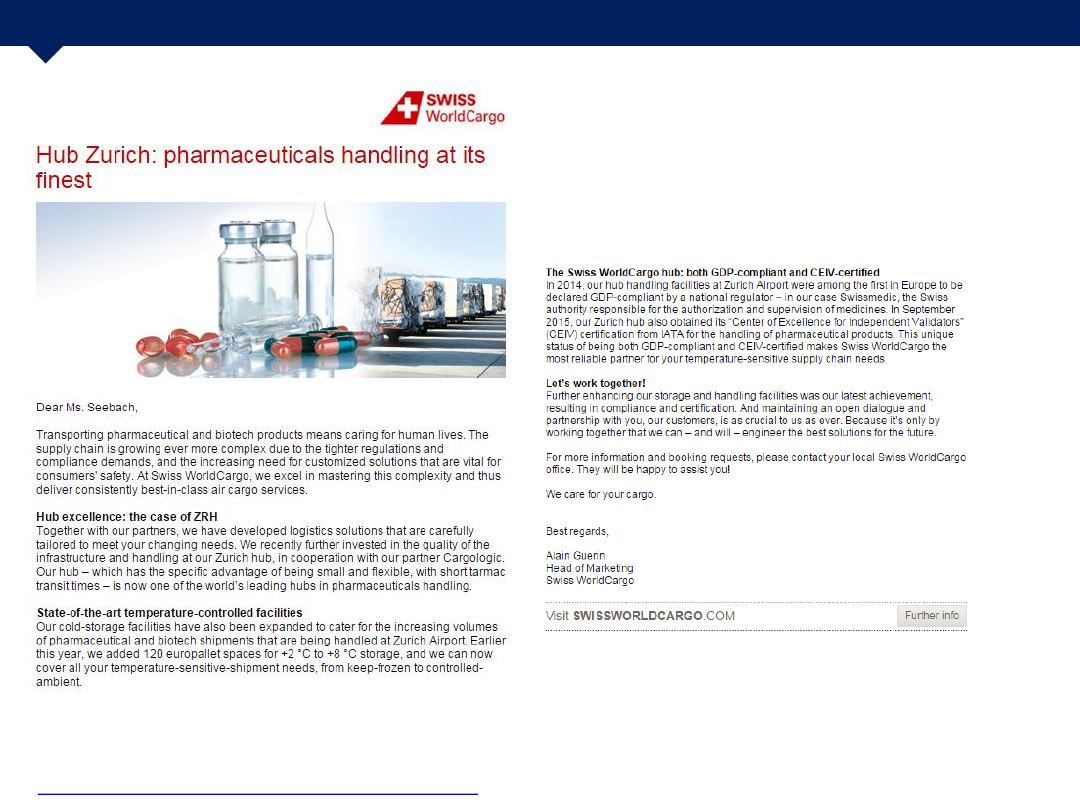 SWISS
WorldCargo
Hub Zurich: pharmaceuticals handling at its
finest
Dear Ms. Seebach,
Transporting pharmaceutical and biotech products means caring for human lives. The
supply chain is growing ever more complex due to the tighter regulations and
compliance demands, and the increasing need for customized solutions that are vital for
consumers' safety. At Swiss WorldCargo, we excel in mastering this complexity and thus
deliver consistently best-in-class air cargo services.
Hub excellence: the case of ZRH
Together with our partners, we have developed logistics solutions that are carefully
tailored to meet your changing needs. We recently further invested in the quality of the
infrastructure and handling at our Zurich hub, in cooperation with our partner Cargologic.
Our hub – which has the specific advantage of being small and flexible, with short tarmac
transit times – is now one of the world's leading hubs in pharmaceuticals handling.
State-of-the-art temperature-controlled facilities
Our cold-storage facilities have also been expanded to cater for the increasing volumes
of pharmaceutical and biotech shipments that are being handled at Zurich Airport. Earlier
this year, we added 120 europallet spaces for +2 °C to +8 °C storage, and we can now
cover all your temperature-sensitive-shipment needs, from keep-frozen to controlled-
ambient.
The Swiss WorldCargo hub: both GDP-compliant and CEIV-certified
In 2014, our hub handling facilities at Zurich Airport were among the first in Europe to be
declared GDP-compliant by a national regulator – in our case Swissmedic, the Swiss
authority responsible for the authorization and supervision of medicines. In September
2015, our Zurich hub also obtained its "Center of Excellence for Independent Validators"
(CEIV) certification from IATA for the handling of pharmaceutical products. This unique
status of being both GDP-compliant and CEIV-certified makes Swiss WorldCargo the
most reliable partner for your temperature-sensitive supply chain needs.
Let's work together!
Further enhancing our storage and handling facilities was our latest achievement,
resulting in compliance and certification. And maintaining an open dialogue and
partnership with you, our customers, is as crucial to us as ever. Because it's only by
working together that we can – and will – engineer the best solutions for the future.
For more information and booking requests, please contact your local Swiss WorldCargo
office. They will be happy to assist you!
We care for your cargo.
Best regards,
Alain Guerin
Head of Marketing
Swiss WorldCargo
Visit SWISSWORLDCARGO.COM
Further info